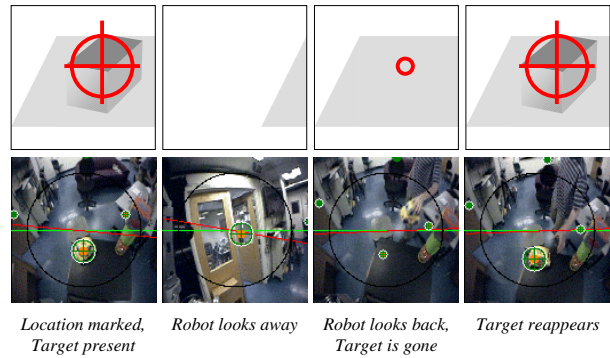 Location marked,
Target present
Robot looks away
Robot looks back,
Target is gone
Target reappears